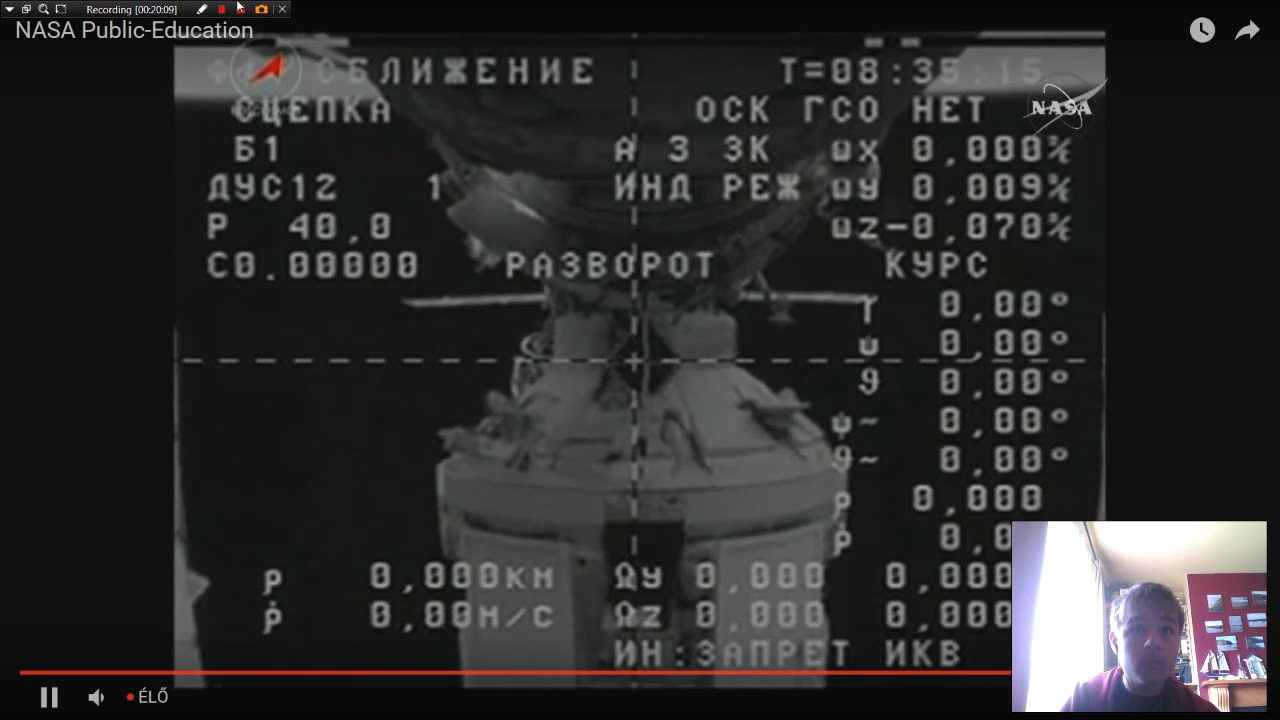 Recording [00:20:09]
NASA Public-Education
СБЛИЖЕНИЕ T=08:35:15
СЦЕПКА ОСК ГСО НЕТ
NASA
Б1 А З ЗК ωx 0,000%
ДУС12 1 ИНД РЕЖ ωy 0,009%
Р 40,0 ωz-0,070%
С0.00000 РАЗВОРОТ КУРС
γ 0,00°
0,00°
ϑ 0,00°
~ 0,00°
ϑ~ 0,00°
ρ 0,000
ρ̇ 0,0
ρ 0,000КМ Ωy 0,000 0,000
ρ̇ 0,00М/С Ωz 0,000 0,000
ИН:ЗАПРЕТ ИКВ
ÉLŐ